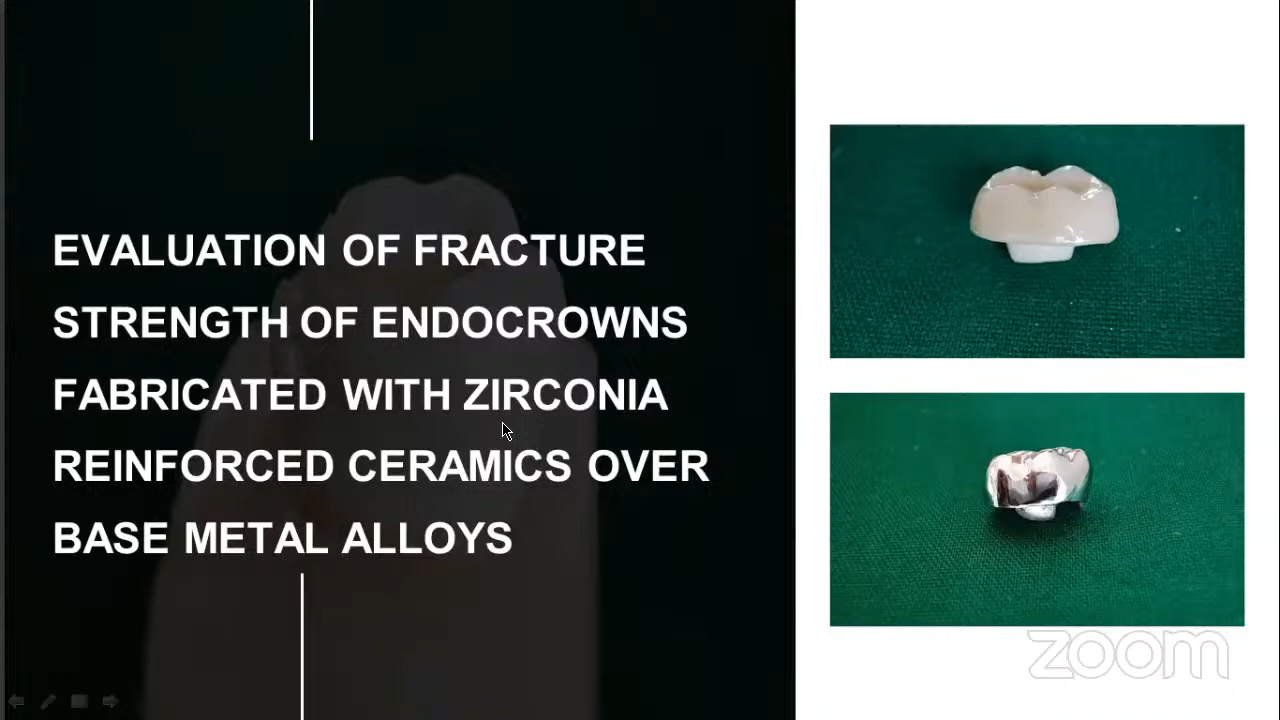 EVALUATION OF FRACTURE
STRENGTH OF ENDOCROWNS
FABRICATED WITH ZIRCONIA
REINFORCED CERAMICS OVER
BASE METAL ALLOYS
zoom